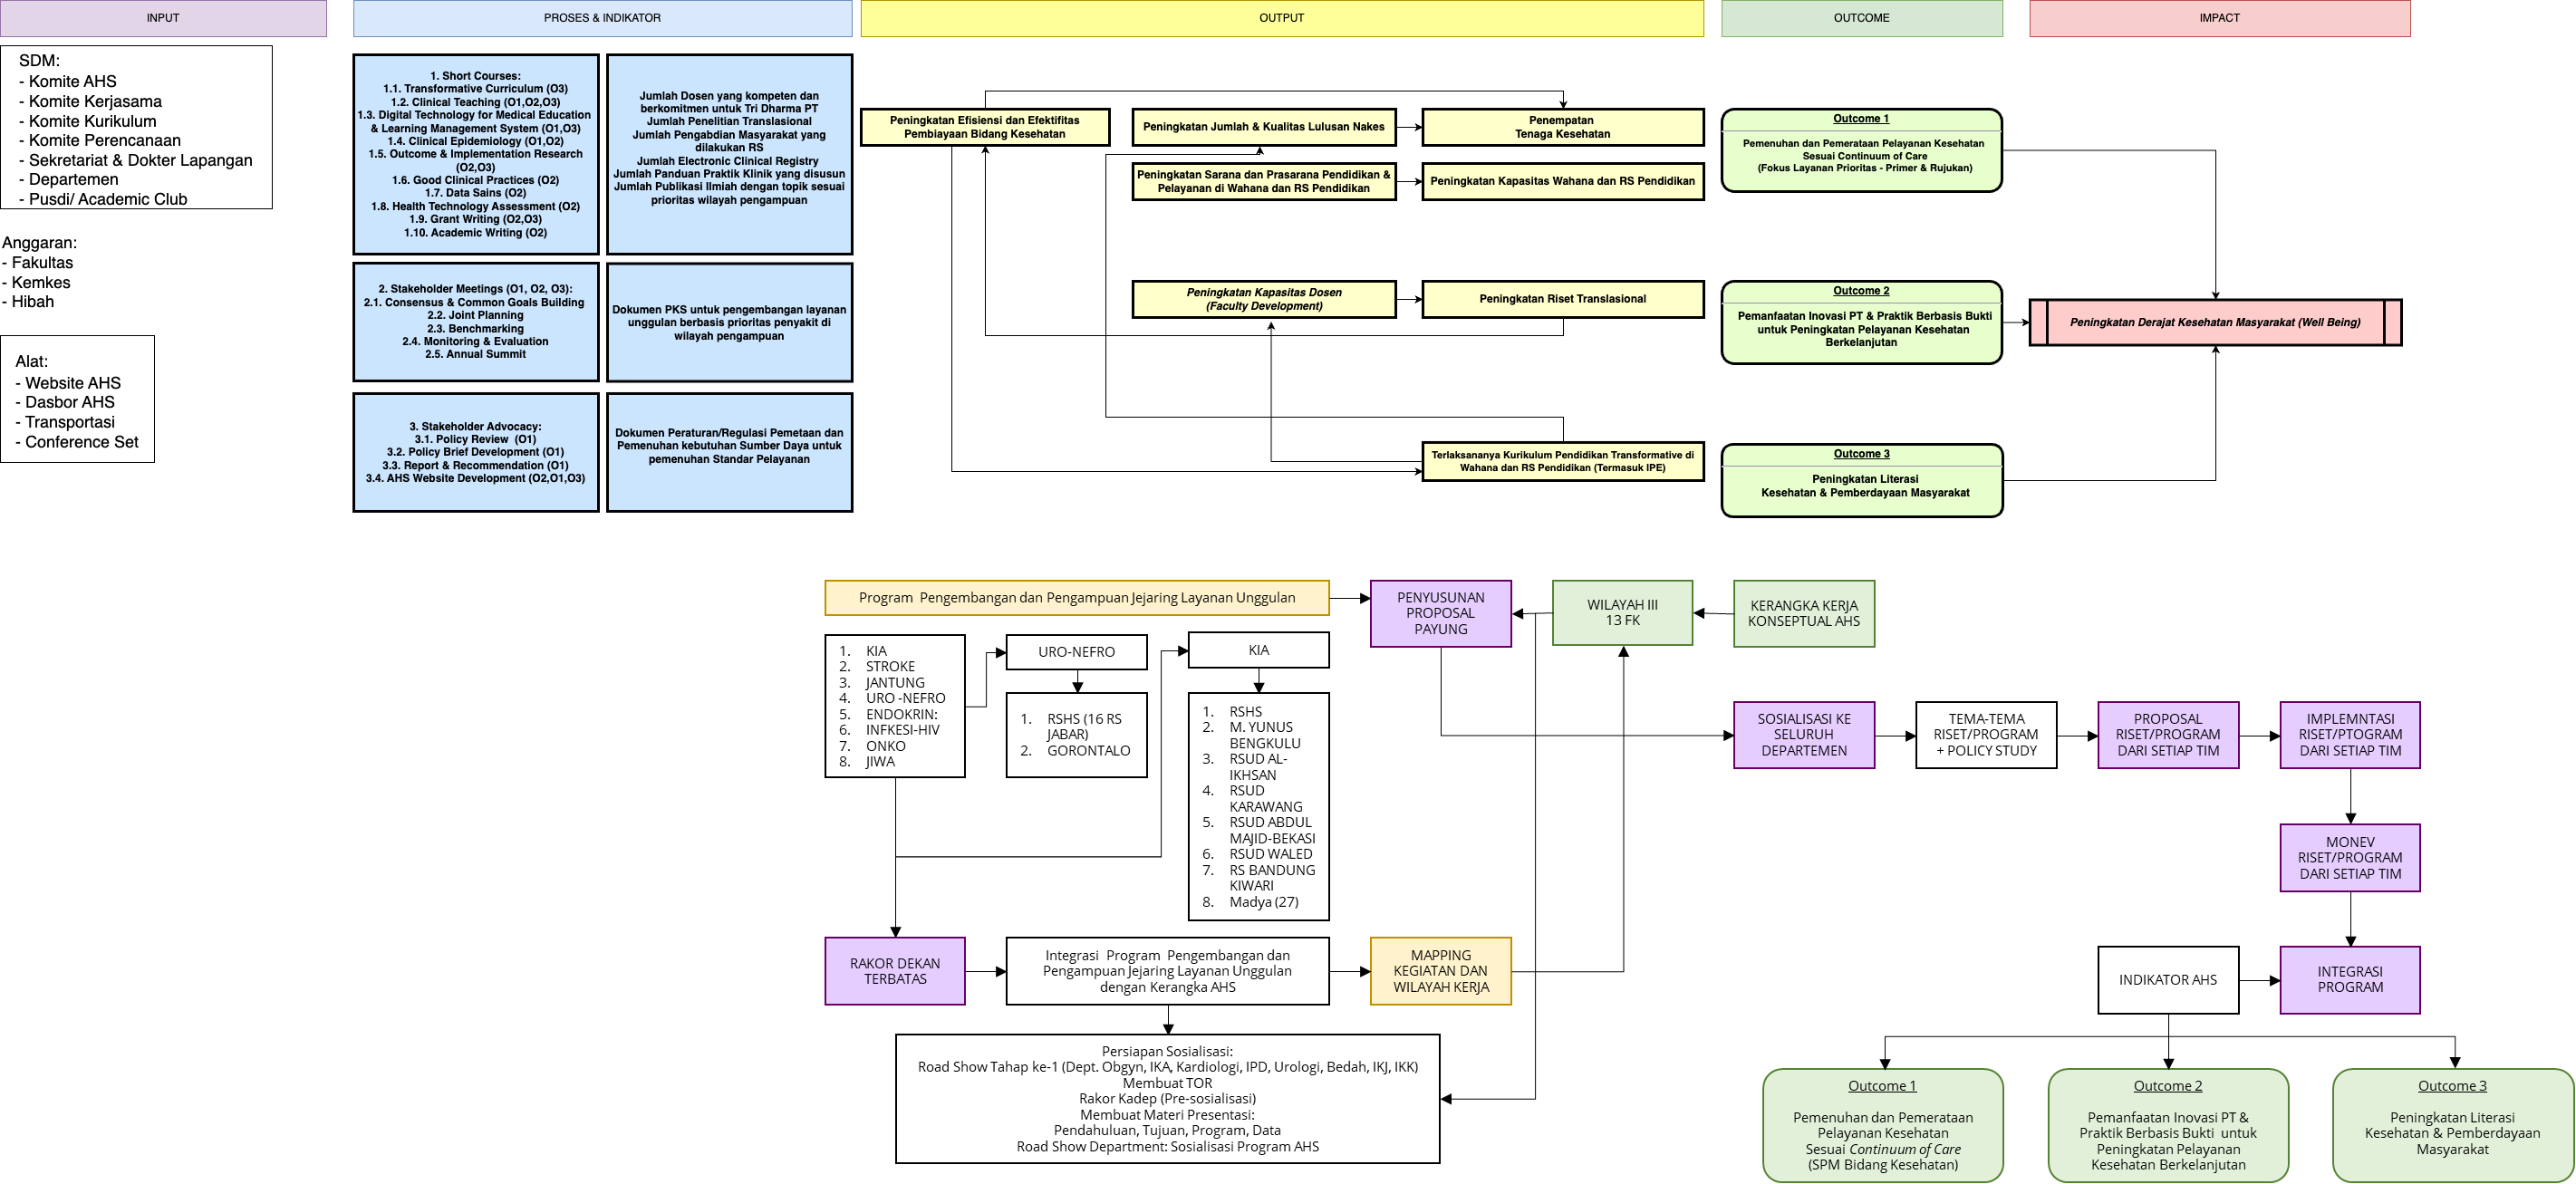 INPUT
PROSES & INDIKATOR
OUTPUT
OUTCOME
IMPACT
SDM:
- Komite AHS
- Komite Kerjasama
- Komite Kurikulum
- Komite Perencanaan
- Sekretariat & Dokter Lapangan
- Departemen
- Pusdi/ Academic Club
Anggaran:
- Fakultas
- Kemkes
- Hibah
Alat:
- Website AHS
- Dasbor AHS
- Transportasi
- Conference Set
1. Short Courses:
1.1. Transformative Curriculum (O3)
1.2. Clinical Teaching (O1,O2,O3)
1.3. Digital Technology for Medical Education
& Learning Management System (O1,O3)
1.4. Clinical Epidemiology (O1,O2)
1.5. Outcome & Implementation Research
(O2,O3)
1.6. Good Clinical Practices (O2)
1.7. Data Sains (O2)
1.8. Health Technology Assessment (O2)
1.9. Grant Writing (O2,O3)
1.10. Academic Writing (O2)
Jumlah Dosen yang kompeten dan
berkomitmen untuk Tri Dharma PT
Jumlah Penelitian Translasional
Jumlah Pengabdian Masyarakat yang
dilakukan RS
Jumlah Electronic Clinical Registry
Jumlah Panduan Praktik Klinik yang disusun
Jumlah Publikasi Ilmiah dengan topik sesuai
prioritas wilayah pengampuan
2. Stakeholder Meetings (O1, O2, O3):
2.1. Consensus & Common Goals Building
2.2. Joint Planning
2.3. Benchmarking
2.4. Monitoring & Evaluation
2.5. Annual Summit
Dokumen PKS untuk pengembangan layanan
unggulan berbasis prioritas penyakit di
wilayah pengampuan
3. Stakeholder Advocacy:
3.1. Policy Review  (O1)
3.2. Policy Brief Development (O1)
3.3. Report & Recommendation (O1)
3.4. AHS Website Development (O2,O1,O3)
Dokumen Peraturan/Regulasi Pemetaan dan
Pemenuhan kebutuhan Sumber Daya untuk
pemenuhan Standar Pelayanan
Peningkatan Efisiensi dan Efektifitas
Pembiayaan Bidang Kesehatan
Peningkatan Jumlah & Kualitas Lulusan Nakes
Penempatan
Tenaga Kesehatan
Peningkatan Sarana dan Prasarana Pendidikan &
Pelayanan di Wahana dan RS Pendidikan
Peningkatan Kapasitas Wahana dan RS Pendidikan
Peningkatan Kapasitas Dosen
(Faculty Development)
Peningkatan Riset Translasional
Terlaksananya Kurikulum Pendidikan Transformative di
Wahana dan RS Pendidikan (Termasuk IPE)
Outcome 1
Pemenuhan dan Pemerataan Pelayanan Kesehatan
Sesuai Continuum of Care
(Fokus Layanan Prioritas - Primer & Rujukan)
Outcome 2
Pemanfaatan Inovasi PT & Praktik Berbasis Bukti
untuk Peningkatan Pelayanan Kesehatan
Berkelanjutan
Outcome 3
Peningkatan Literasi
Kesehatan & Pemberdayaan Masyarakat
Peningkatan Derajat Kesehatan Masyarakat (Well Being)
Program  Pengembangan dan Pengampuan Jejaring Layanan Unggulan
PENYUSUNAN
PROPOSAL
PAYUNG
WILAYAH III
13 FK
KERANGKA KERJA
KONSEPTUAL AHS
1. KIA
2. STROKE
3. JANTUNG
4. URO -NEFRO
5. ENDOKRIN:
6. INFKESI-HIV
7. ONKO
8. JIWA
URO-NEFRO
1. RSHS (16 RS
JABAR)
2. GORONTALO
KIA
1. RSHS
2. M. YUNUS
BENGKULU
3. RSUD AL-
IKHSAN
4. RSUD
KARAWANG
5. RSUD ABDUL
MAJID-BEKASI
6. RSUD WALED
7. RS BANDUNG
KIWARI
8. Madya (27)
SOSIALISASI KE
SELURUH
DEPARTEMEN
TEMA-TEMA
RISET/PROGRAM
+ POLICY STUDY
PROPOSAL
RISET/PROGRAM
DARI SETIAP TIM
IMPLEMNTASI
RISET/PTOGRAM
DARI SETIAP TIM
MONEV
RISET/PROGRAM
DARI SETIAP TIM
RAKOR DEKAN
TERBATAS
Integrasi  Program  Pengembangan dan
Pengampuan Jejaring Layanan Unggulan
dengan Kerangka AHS
MAPPING
KEGIATAN DAN
WILAYAH KERJA
INDIKATOR AHS
INTEGRASI
PROGRAM
Persiapan Sosialisasi:
Road Show Tahap ke-1 (Dept. Obgyn, IKA, Kardiologi, IPD, Urologi, Bedah, IKJ, IKK)
Membuat TOR
Rakor Kadep (Pre-sosialisasi)
Membuat Materi Presentasi:
Pendahuluan, Tujuan, Program, Data
Road Show Department: Sosialisasi Program AHS
Outcome 1
Pemenuhan dan Pemerataan
Pelayanan Kesehatan
Sesuai Continuum of Care
(SPM Bidang Kesehatan)
Outcome 2
Pemanfaatan Inovasi PT &
Praktik Berbasis Bukti  untuk
Peningkatan Pelayanan
Kesehatan Berkelanjutan
Outcome 3
Peningkatan Literasi
Kesehatan & Pemberdayaan
Masyarakat